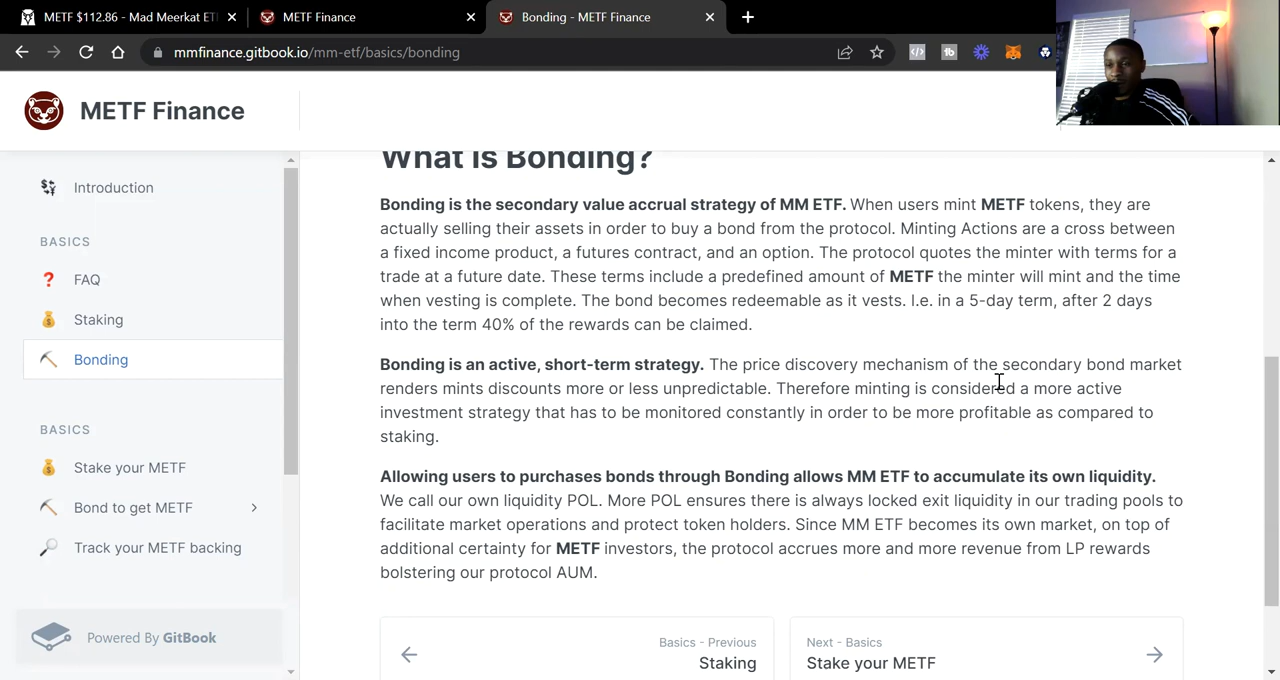 METF $112.86 - Mad Meerkat ET
METF Finance
Bonding - METF Finance
mmfinance.gitbook.io/mm-etf/basics/bonding
METF Finance
Introduction
BASICS
FAQ
Staking
Bonding
BASICS
Stake your METF
Bond to get METF
Track your METF backing
Powered By GitBook
What is Bonding?
Bonding is the secondary value accrual strategy of MM ETF. When users mint METF tokens, they are
actually selling their assets in order to buy a bond from the protocol. Minting Actions are a cross between
a fixed income product, a futures contract, and an option. The protocol quotes the minter with terms for a
trade at a future date. These terms include a predefined amount of METF the minter will mint and the time
when vesting is complete. The bond becomes redeemable as it vests. I.e. in a 5-day term, after 2 days
into the term 40% of the rewards can be claimed.
Bonding is an active, short-term strategy. The price discovery mechanism of the secondary bond market
renders mints discounts more or less unpredictable. Therefore minting is considered a more active
investment strategy that has to be monitored constantly in order to be more profitable as compared to
staking.
Allowing users to purchases bonds through Bonding allows MM ETF to accumulate its own liquidity.
We call our own liquidity POL. More POL ensures there is always locked exit liquidity in our trading pools to
facilitate market operations and protect token holders. Since MM ETF becomes its own market, on top of
additional certainty for METF investors, the protocol accrues more and more revenue from LP rewards
bolstering our protocol AUM.
Basics - Previous
Staking
Next - Basics
Stake your METF